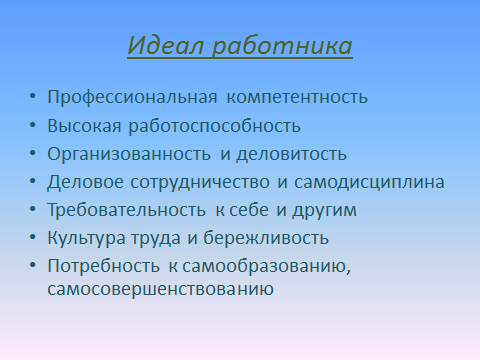 Идеал работника
• Профессиональная компетентность
• Высокая работоспособность
• Организованность и деловитость
• Деловое сотрудничество и самодисциплина
• Требовательность к себе и другим
• Культура труда и бережливость
• Потребность к самообразованию,
самосовершенствованию